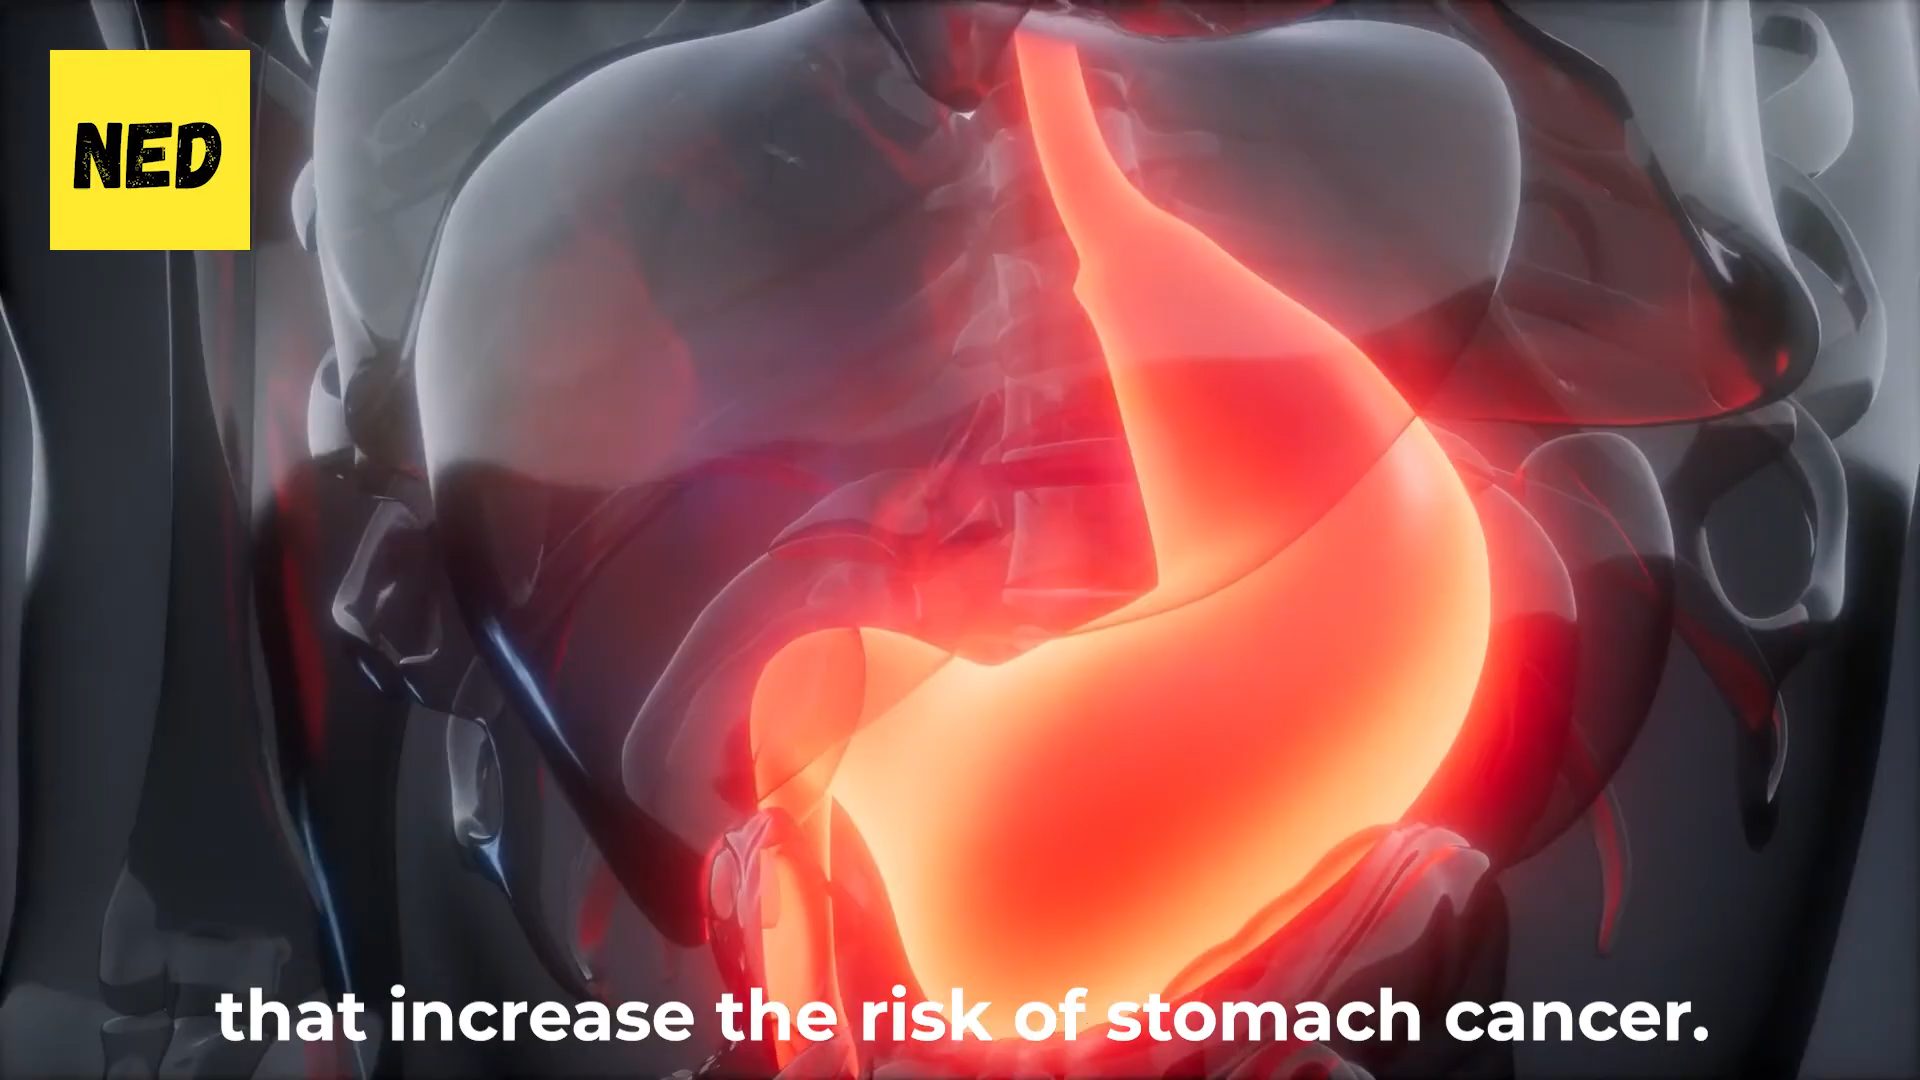 NED
that increase the risk of stomach cancer.